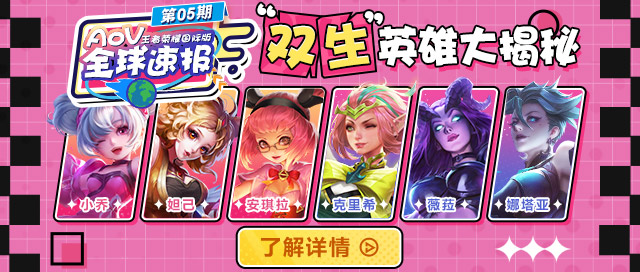 第05期
AoV 王者荣耀国际版
全球速报
“双生”英雄大揭秘
小乔
妲己
安琪拉
克里希
薇菈
娜塔亚
了解详情